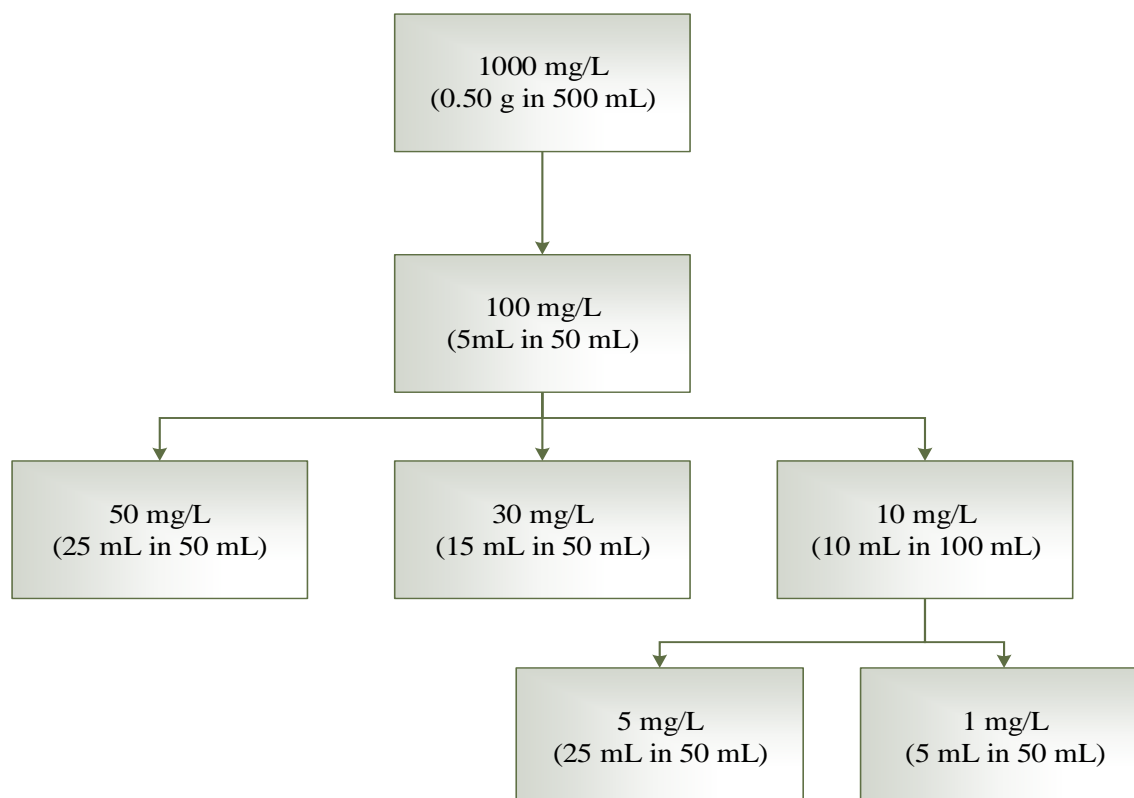 1000 mg/L
(0.50 g in 500 mL)
100 mg/L
(5mL in 50 mL)
50 mg/L
(25 mL in 50 mL)
30 mg/L
(15 mL in 50 mL)
10 mg/L
(10 mL in 100 mL)
5 mg/L
(25 mL in 50 mL)
1 mg/L
(5 mL in 50 mL)